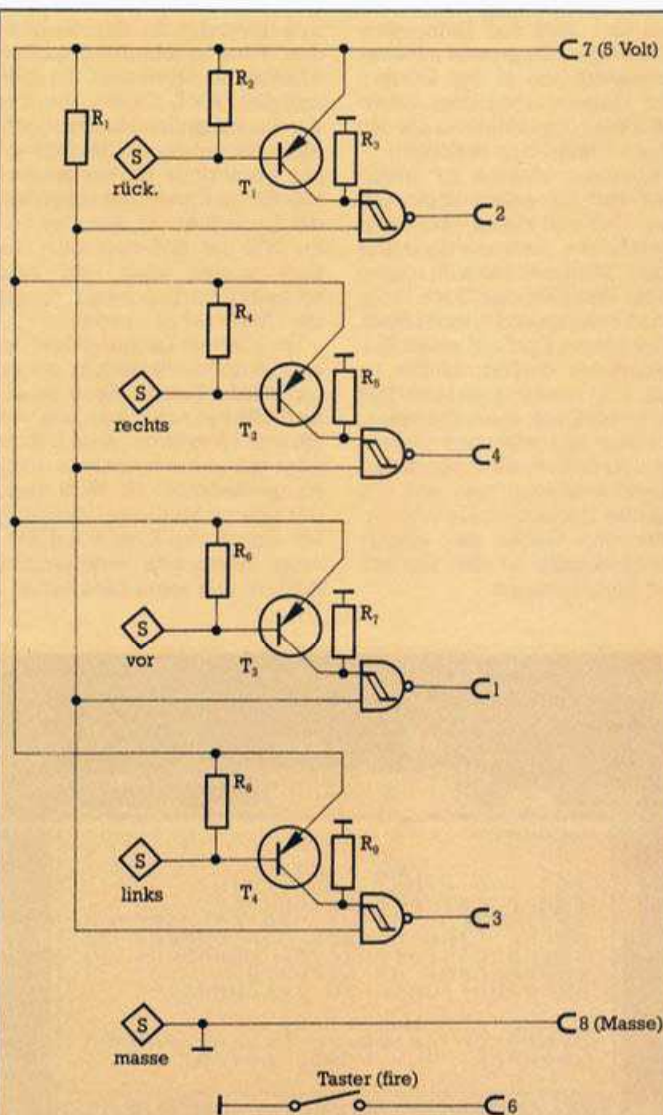 7 (5 Volt)
R2
R1
R3
S
rück.
T1
2
R4
R5
S
rechts
T2
4
R6
R7
S
vor
T3
1
R6
R9
S
links
T4
3
S
masse
8 (Masse)
Taster (fire)
6